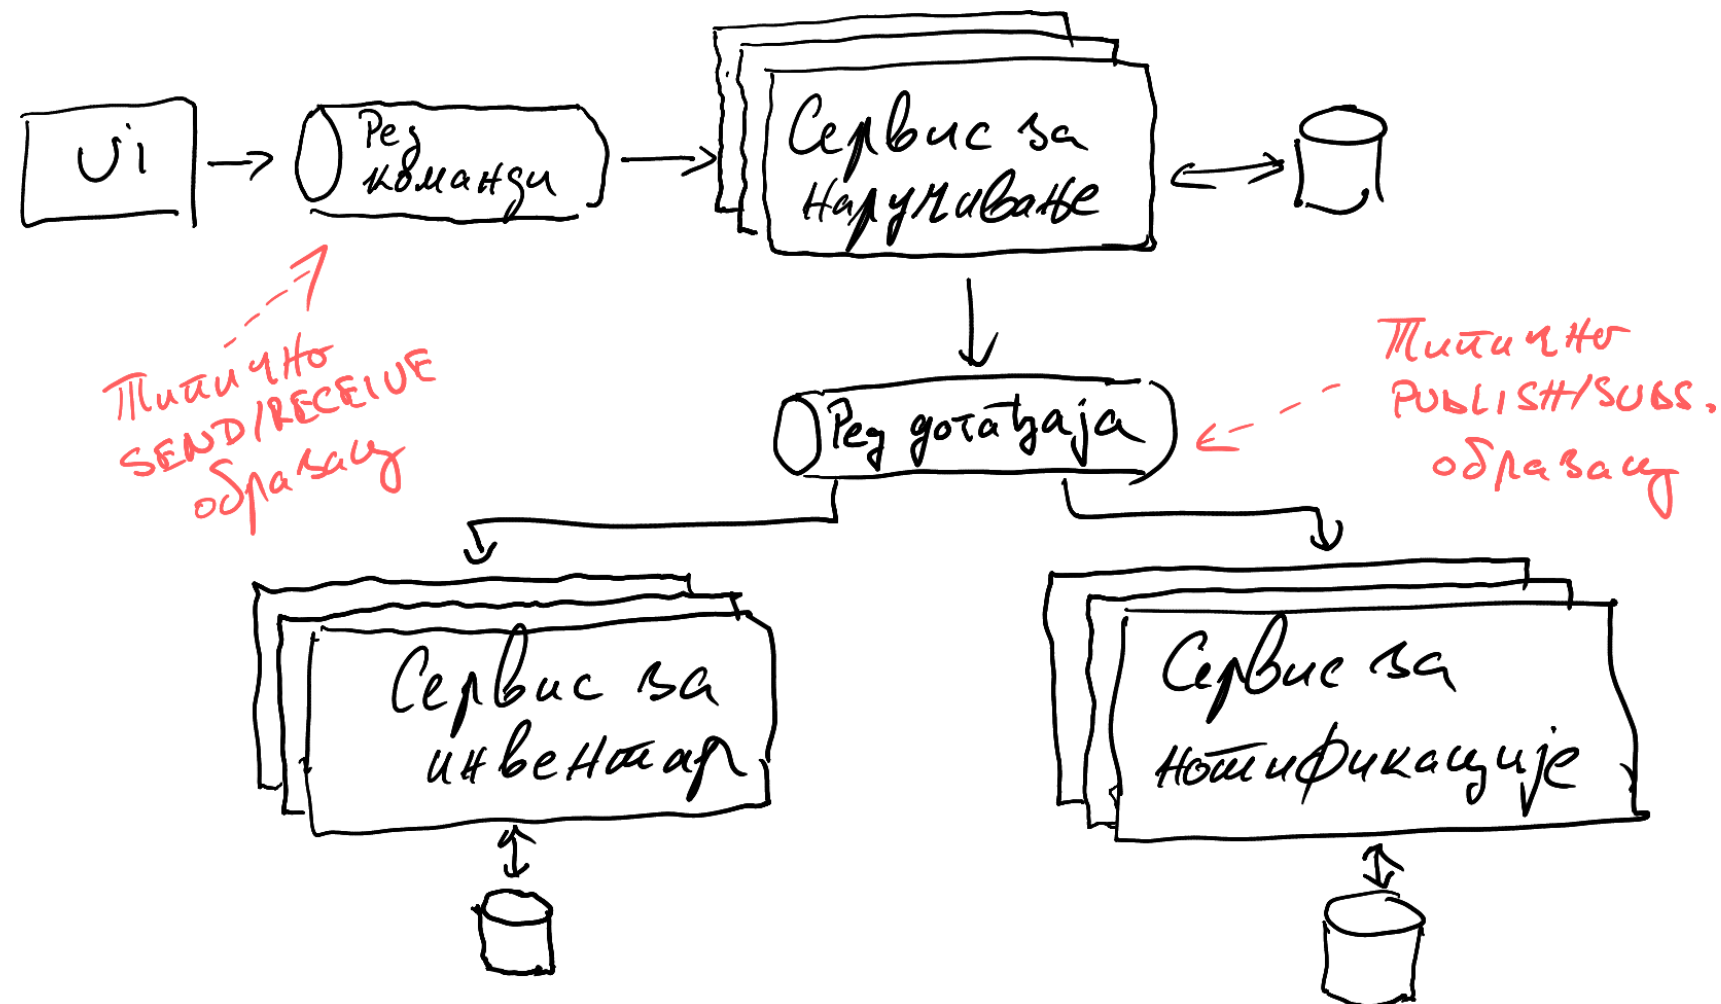 Ui
Ред
команди
Сервис за
наручивање
Типично
SEND/RECEIVE
образац
Ред догађаја
Типично
PUBLISH/SUBS.
образац
Сервис за
инвентар
Сервис за
нотификације